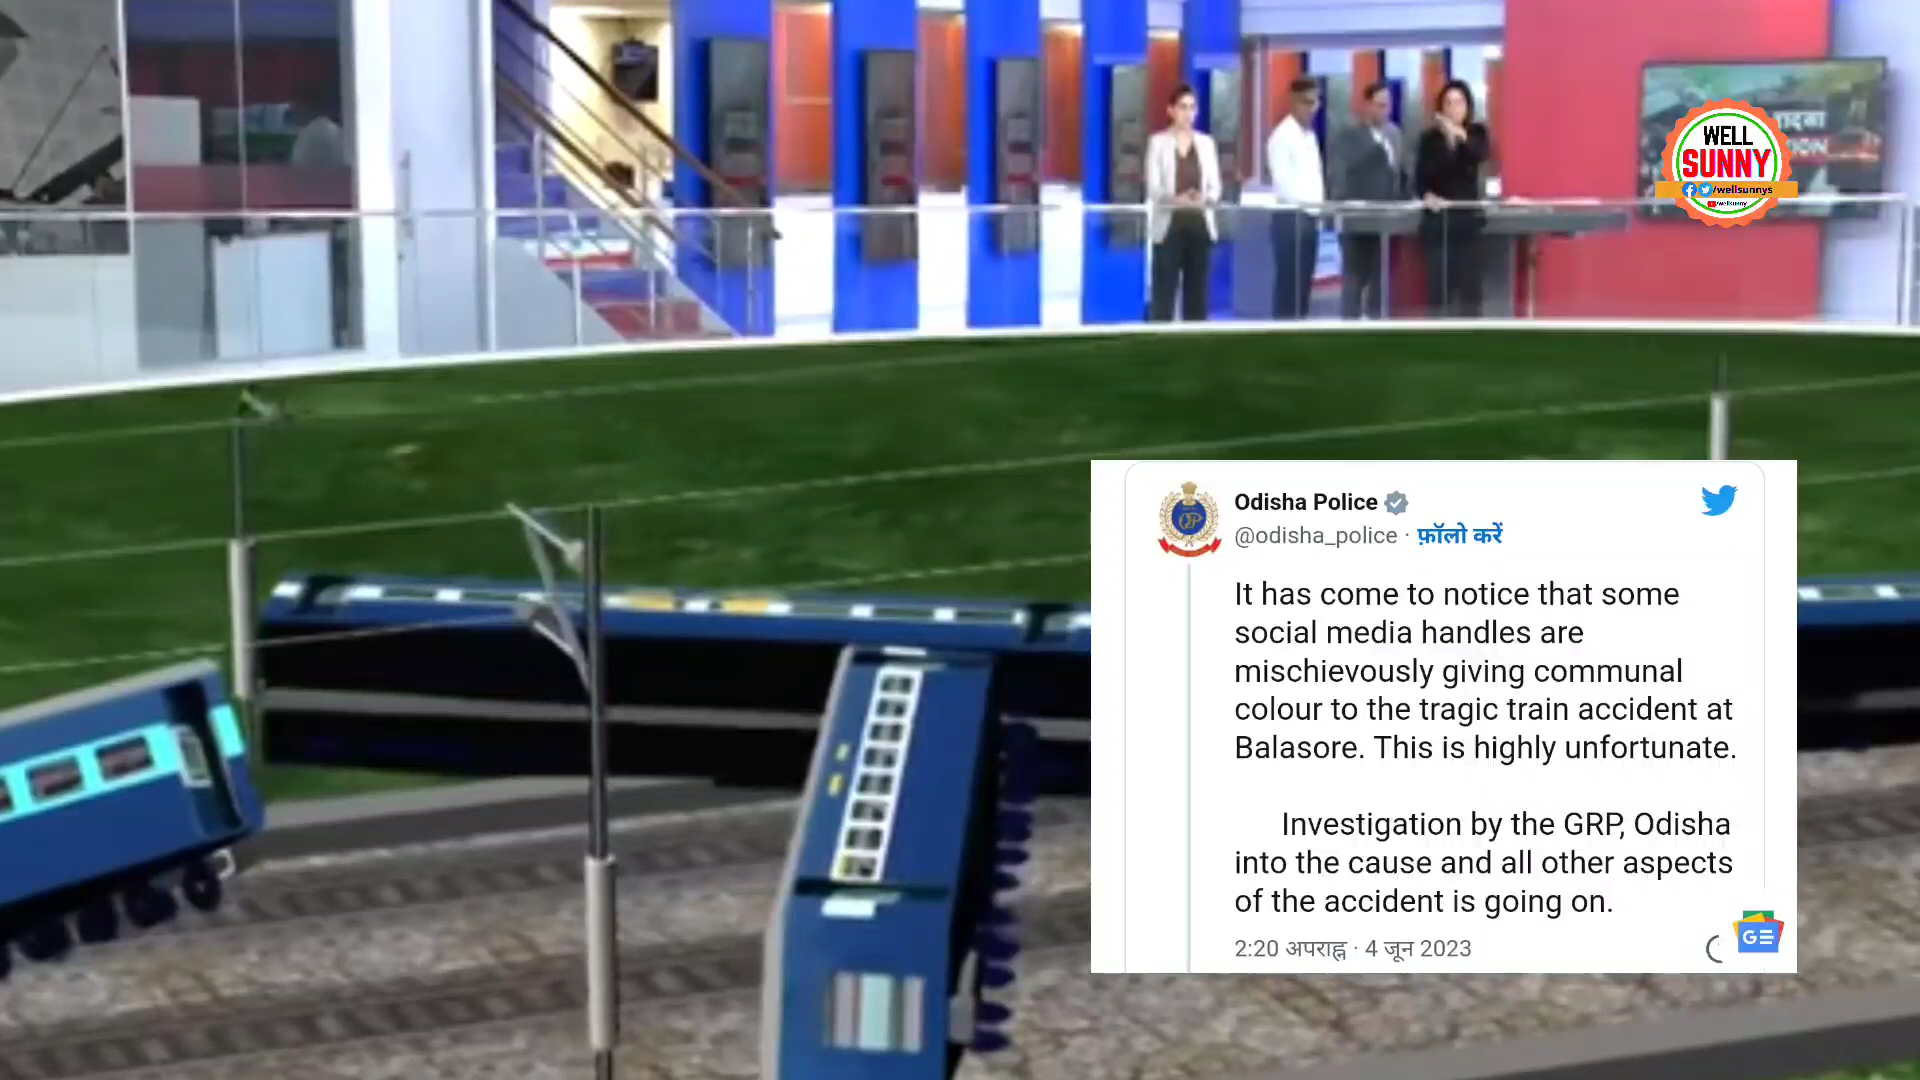 WELL
SUNNY
/wellsunnys
/wellsunny
Odisha Police
@odisha_police · फ़ॉलो करें
It has come to notice that some
social media handles are
mischievously giving communal
colour to the tragic train accident at
Balasore. This is highly unfortunate.
Investigation by the GRP, Odisha
into the cause and all other aspects
of the accident is going on.
2:20 अपराह्न · 4 जून 2023
GE